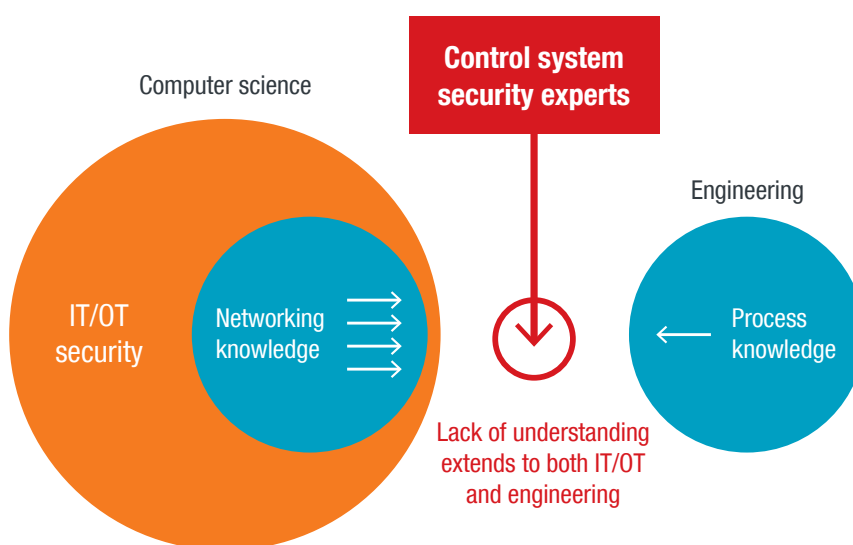 Control system
security experts
Computer science
Engineering
IT/OT
security
Networking
knowledge
Process
knowledge
Lack of understanding
extends to both IT/OT
and engineering